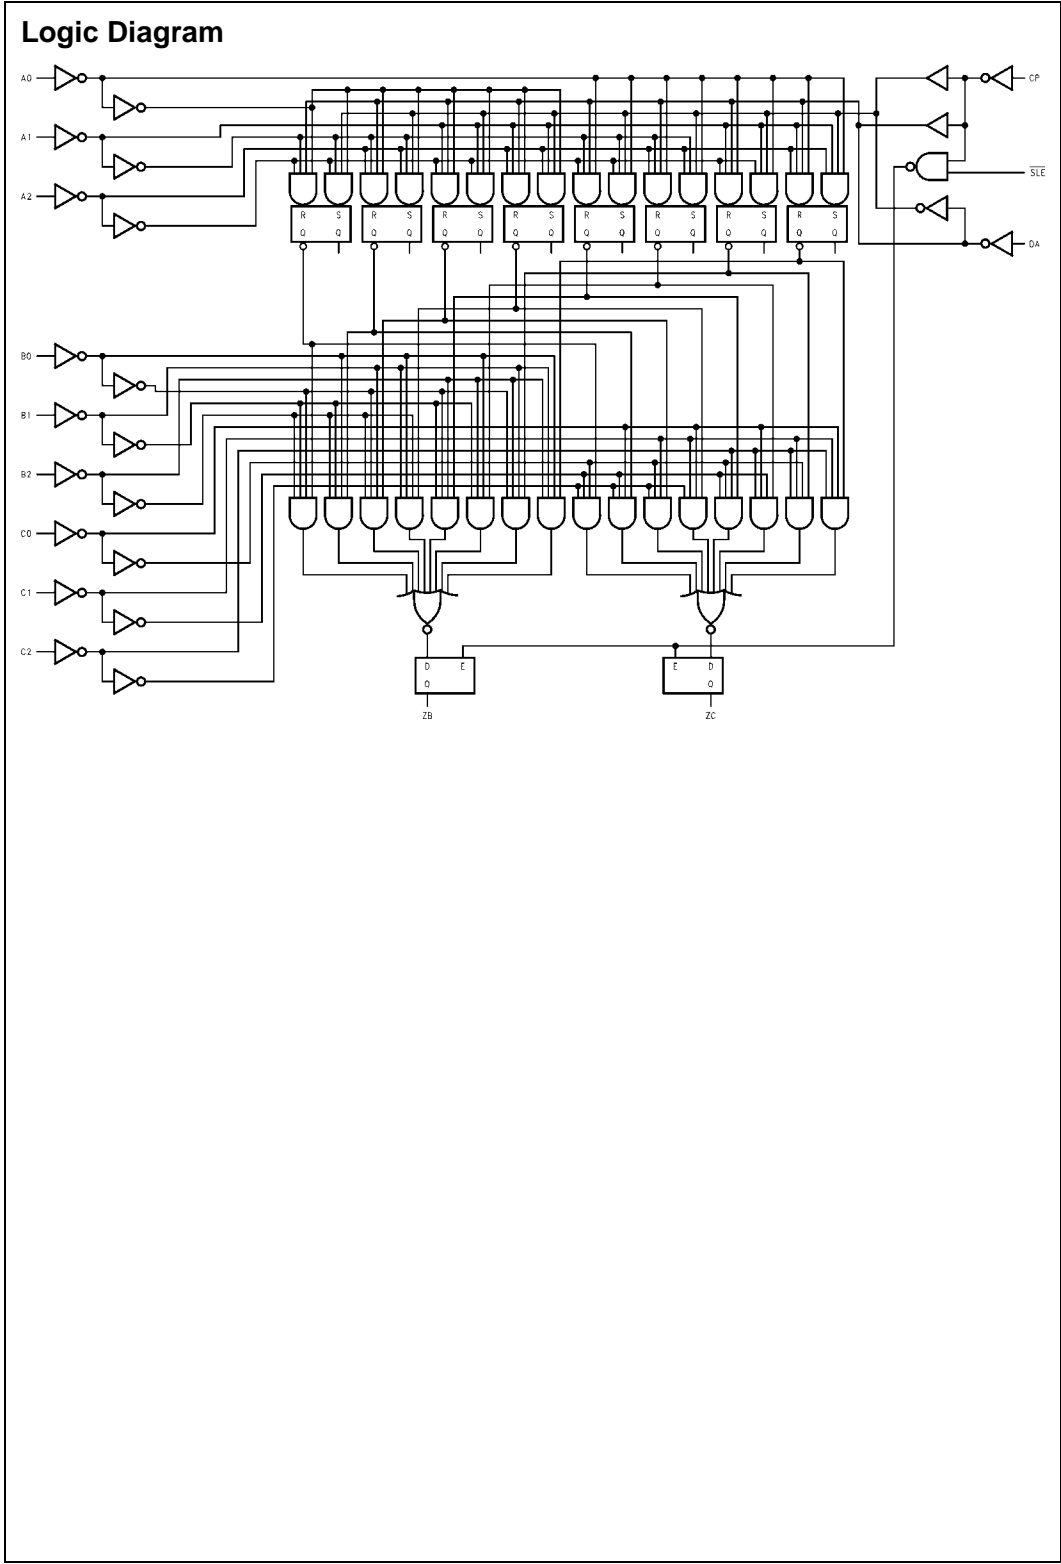 Logic Diagram
A0
CP
A1
SLE
A2
R S R S R S R S R S R S R S R S
Q Q Q Q Q Q Q Q Q Q Q Q Q Q Q Q
DA
B0
B1
B2
C0
C1
C2
D E E D
Q Q
ZB ZC